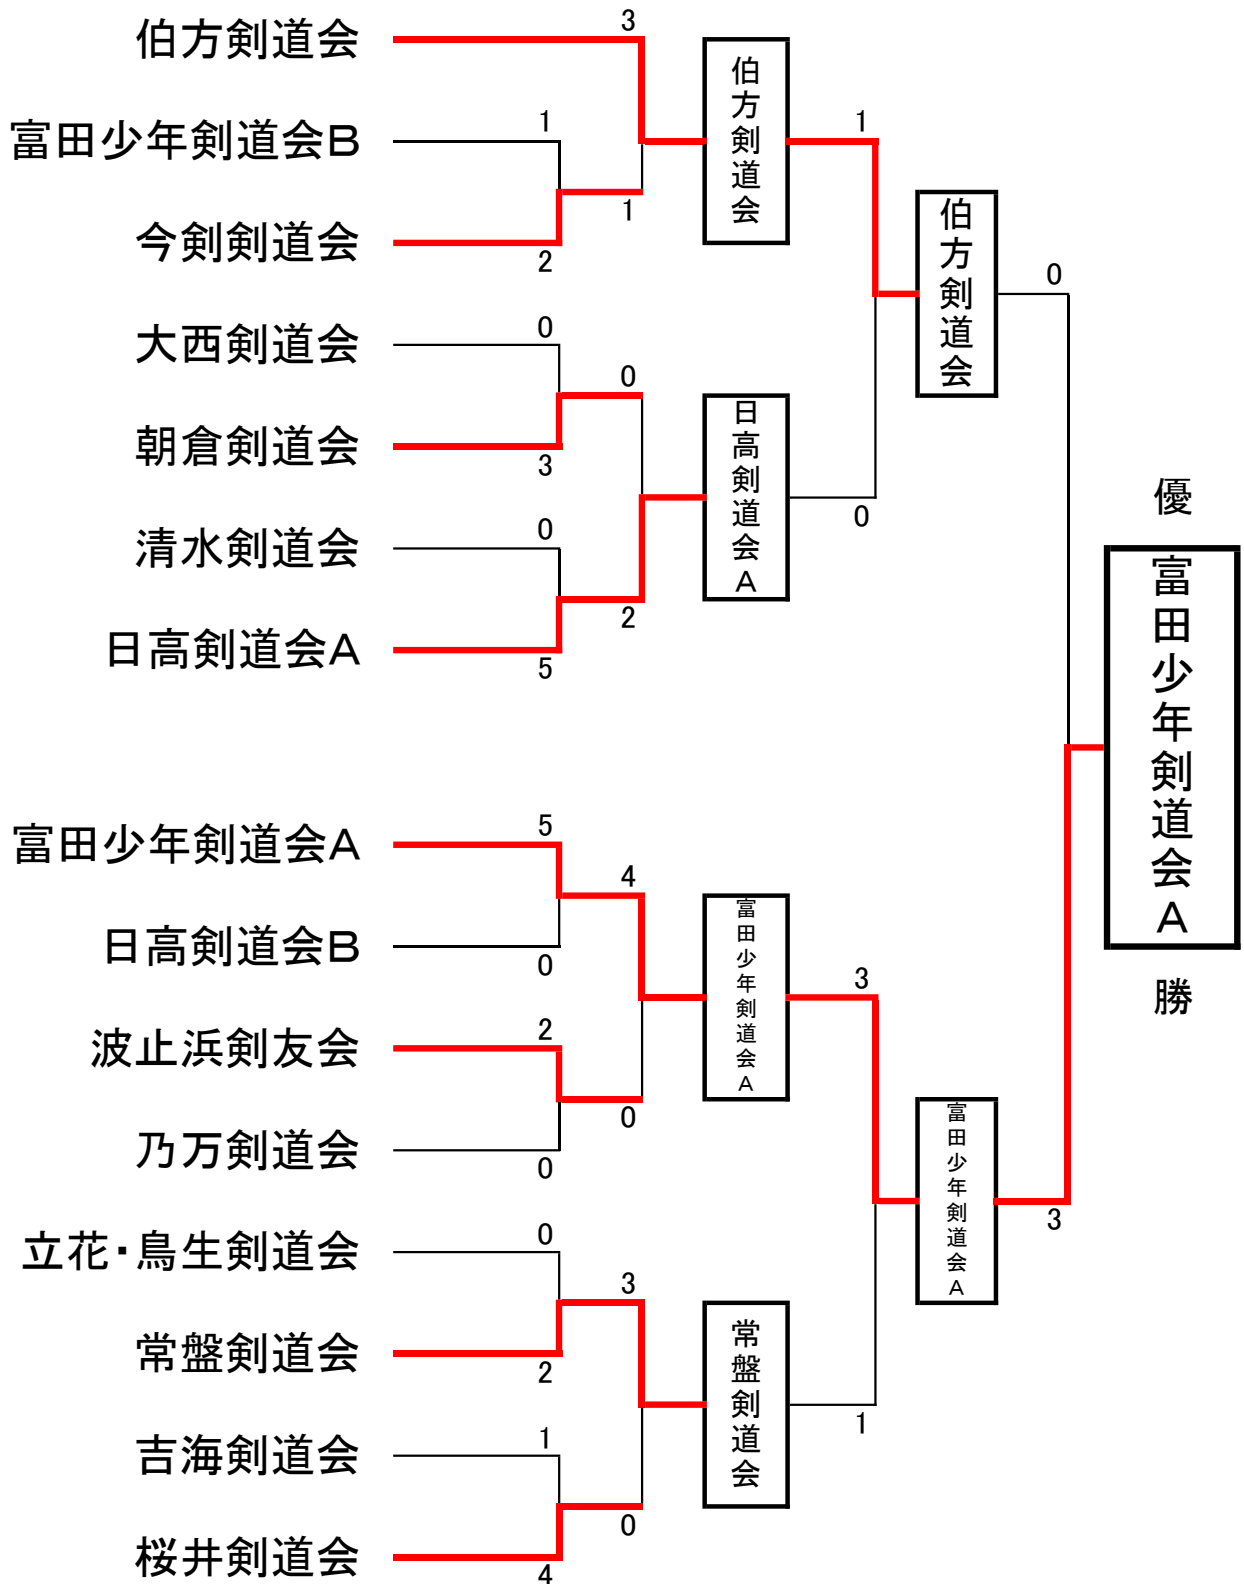 伯方剣道会
3
富田少年剣道会B
1
今剣剣道会
2
1
大西剣道会
0
朝倉剣道会
3
0
清水剣道会
0
日高剣道会A
5
2
伯方剣道会
1
日高剣道会A
0
伯方剣道会
0
富田少年剣道会A
5
4
日高剣道会B
0
波止浜剣友会
2
0
乃万剣道会
0
立花・鳥生剣道会
0
3
常盤剣道会
2
吉海剣道会
1
0
桜井剣道会
4
富田少年剣道会A
3
常盤剣道会
1
富田少年剣道会A
3
優
富田少年剣道会A
勝